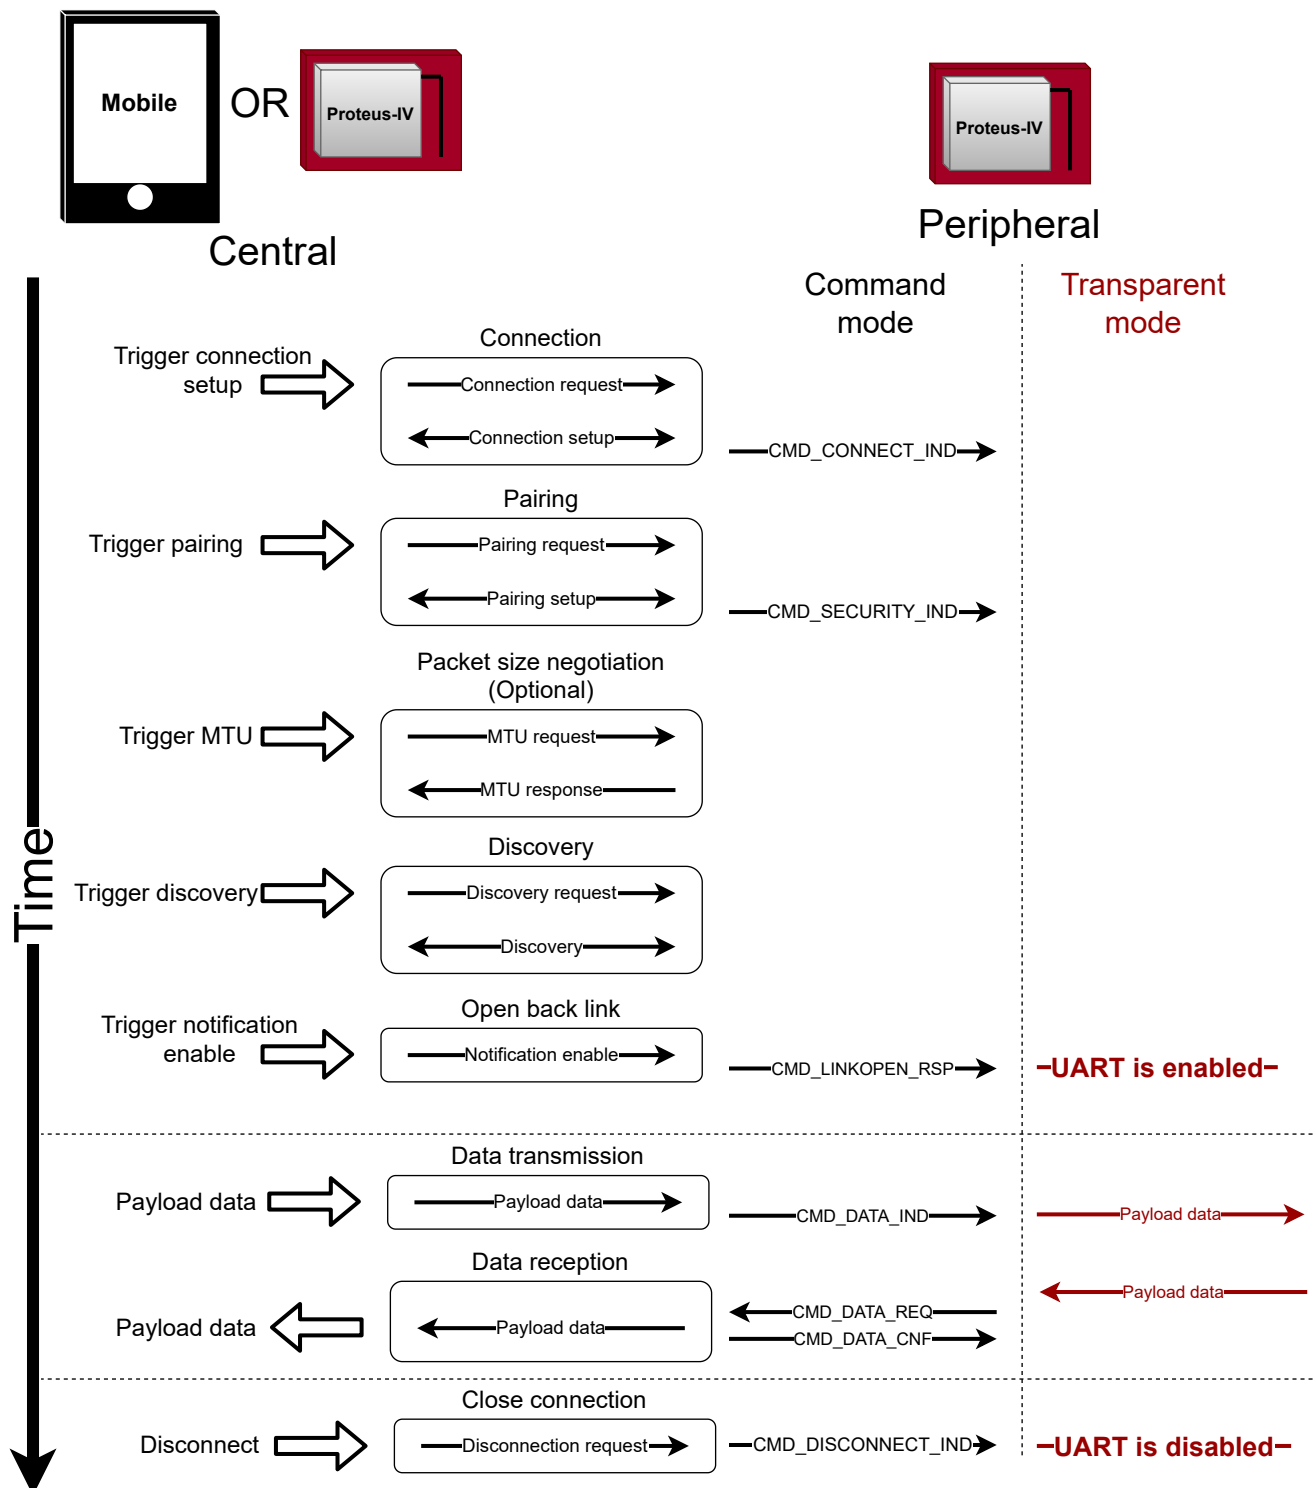 Mobile
OR
Proteus-IV
Proteus-IV
Central
Peripheral
Command
mode
Transparent
mode
Time
Trigger connection
setup
Connection
Connection request
Connection setup
CMD_CONNECT_IND
Trigger pairing
Pairing
Pairing request
Pairing setup
CMD_SECURITY_IND
Packet size negotiation
(Optional)
Trigger MTU
MTU request
MTU response
Discovery
Trigger discovery
Discovery request
Discovery
Open back link
Trigger notification
enable
Notification enable
CMD_LINKOPEN_RSP
UART is enabled
Data transmission
Payload data
Payload data
CMD_DATA_IND
Payload data
Data reception
Payload data
Payload data
CMD_DATA_REQ
CMD_DATA_CNF
Payload data
Close connection
Disconnect
Disconnection request
CMD_DISCONNECT_IND
UART is disabled